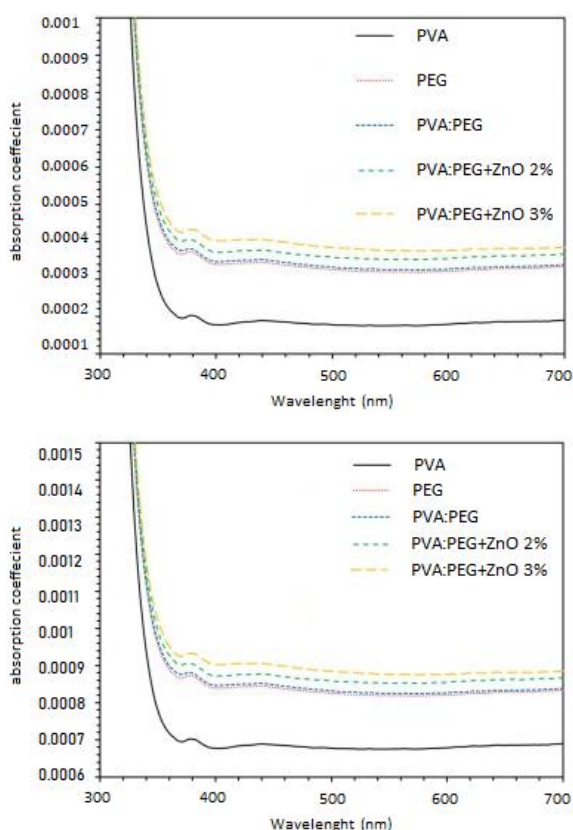 0.001
0.0009
0.0008
0.0007
0.0006
0.0005
0.0004
0.0003
0.0002
0.0001
absorption coeffecient
PVA
PEG
PVA:PEG
PVA:PEG+ZnO 2%
PVA:PEG+ZnO 3%
300 400 500 600 700
Wavelenght (nm)
0.0015
0.0014
0.0013
0.0012
0.0011
0.001
0.0009
0.0008
0.0007
0.0006
absorption coeffecient
PVA
PEG
PVA:PEG
PVA:PEG+ZnO 2%
PVA:PEG+ZnO 3%
300 400 500 600 700
Wavelenght (nm)